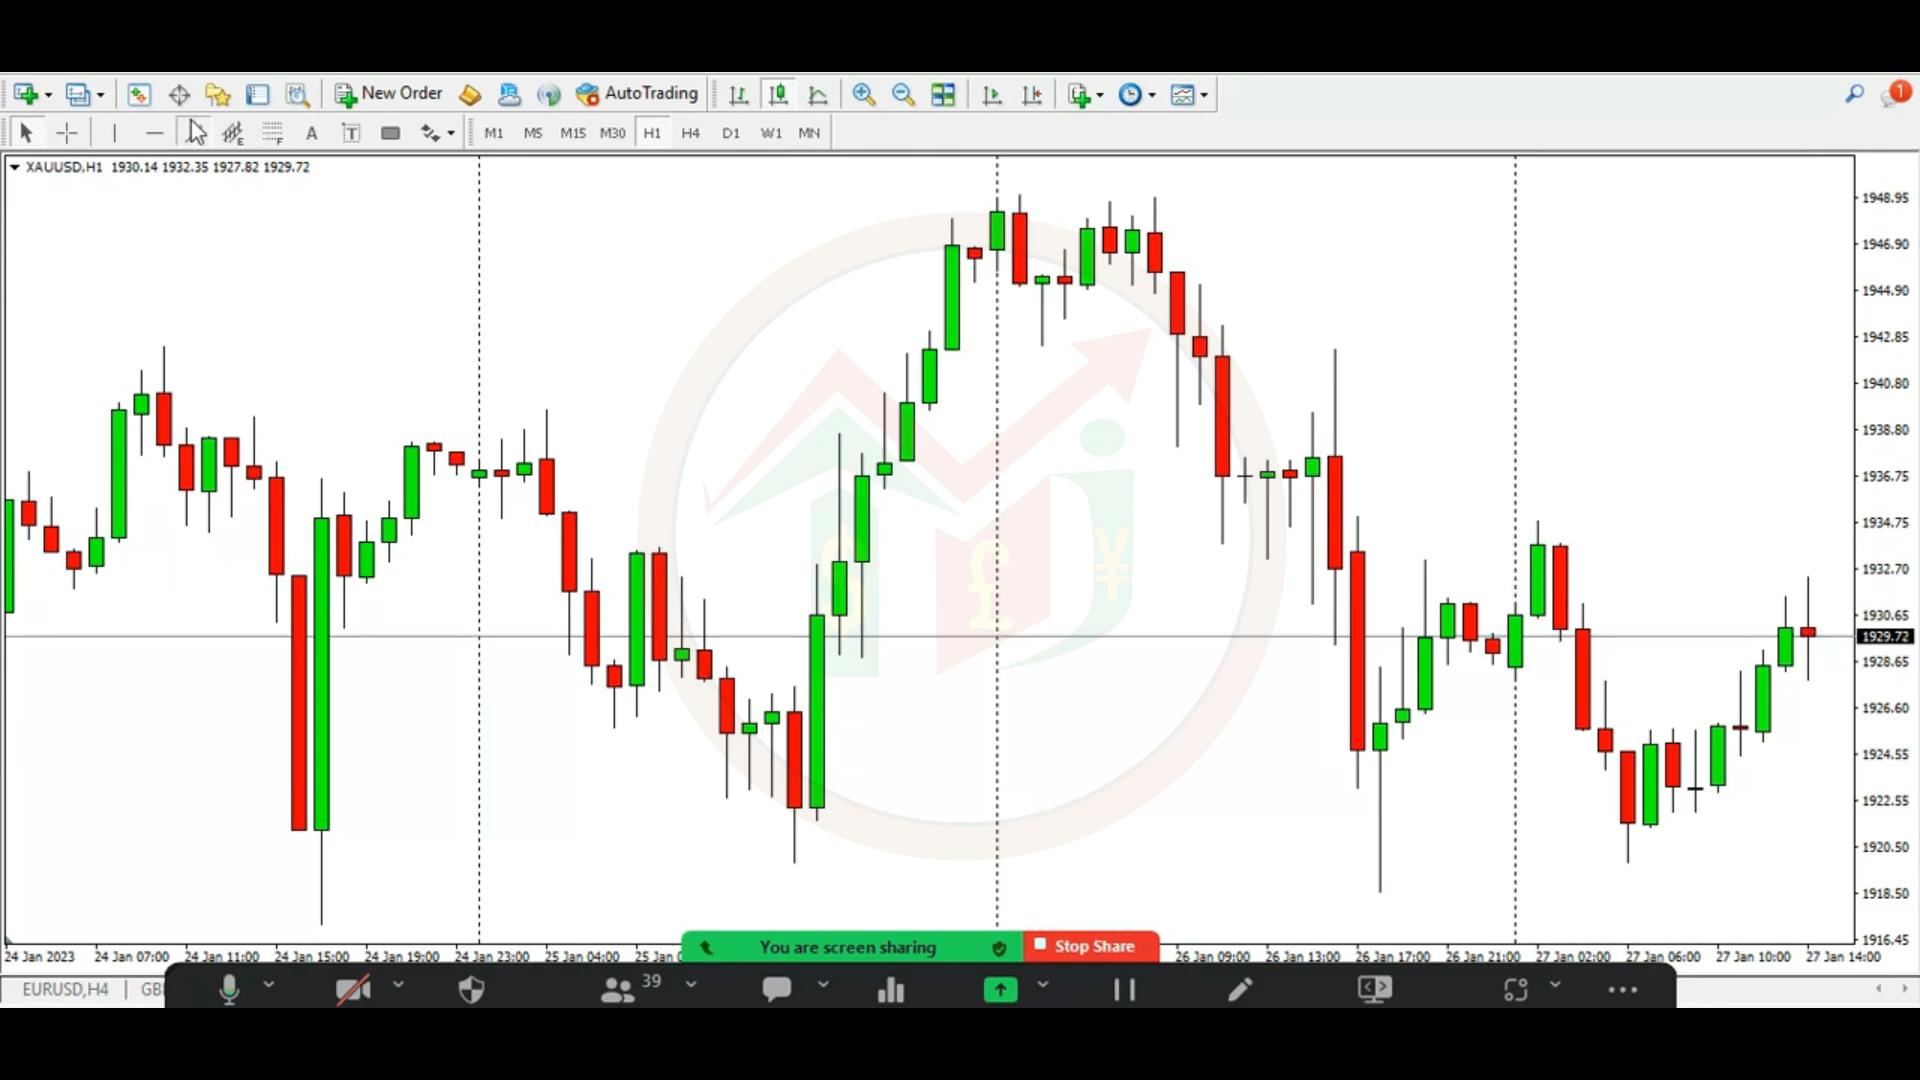 New Order AutoTrading 1
A T E F M1 M5 M15 M30 H1 H4 D1 W1 MN
XAUUSD,H1 1930.14 1932.35 1927.82 1929.72
1948.95
1946.90
1944.90
1942.85
1940.80
1938.80
1936.75
1934.75
1932.70
1930.65
1929.72
1928.65
1926.60
1924.55
1922.55
1920.50
1918.50
1916.45
$ £ ¥
You are screen sharing Stop Share
24 Jan 2023 24 Jan 07:00 24 Jan 11:00 24 Jan 15:00 24 Jan 19:00 24 Jan 23:00 25 Jan 04:00 25 Jan 26 Jan 09:00 26 Jan 13:00 26 Jan 17:00 26 Jan 21:00 27 Jan 02:00 27 Jan 06:00 27 Jan 10:00 27 Jan 14:00
EURUSD,H4 39